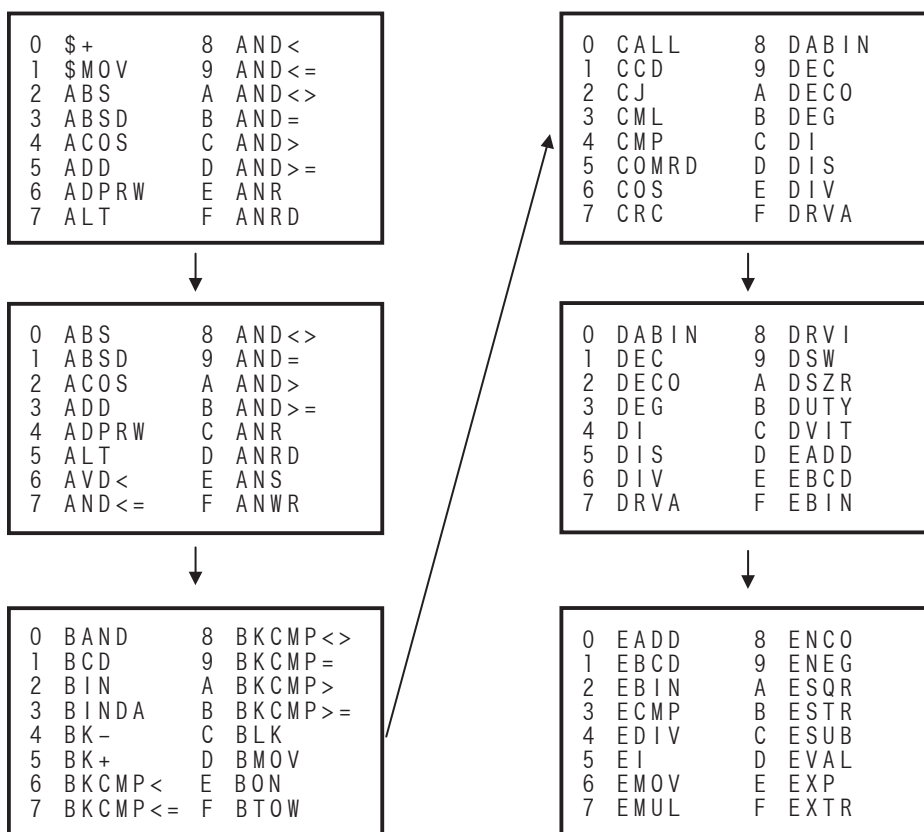 0 $+ 8 AND<
1 $MOV 9 AND<=
2 ABS A AND<>
3 ABSD B AND=
4 ACOS C AND>
5 ADD D AND>=
6 ADPRW E ANR
7 ALT F ANRD
0 ABS 8 AND<>
1 ABSD 9 AND=
2 ACOS A AND>
3 ADD B AND>=
4 ADPRW C ANR
5 ALT D ANRD
6 AVD< E ANS
7 AND<= F ANWR
0 BAND 8 BKCMP<>
1 BCD 9 BKCMP=
2 BIN A BKCMP>
3 BINDA B BKCMP>=
4 BK- C BLK
5 BK+ D BMOV
6 BKCMP< E BON
7 BKCMP<= F BTOW
0 CALL 8 DABIN
1 CCD 9 DEC
2 CJ A DECO
3 CML B DEG
4 CMP C DI
5 COMRD D DIS
6 COS E DIV
7 CRC F DRVA
0 DABIN 8 DRVI
1 DEC 9 DSW
2 DECO A DSZR
3 DEG B DUTY
4 DI C DVIT
5 DIS D EADD
6 DIV E EBCD
7 DRVA F EBIN
0 EADD 8 ENCO
1 EBCD 9 ENEG
2 EBIN A ESQR
3 ECMP B ESTR
4 EDIV C ESUB
5 EI D EVAL
6 EMOV E EXP
7 EMUL F EXTR